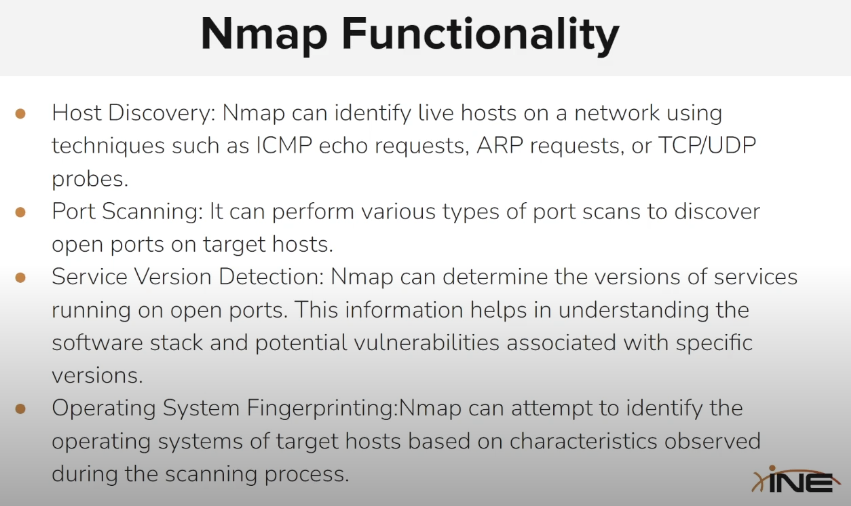 Nmap Functionality
● Host Discovery: Nmap can identify live hosts on a network using
techniques such as ICMP echo requests, ARP requests, or TCP/UDP
probes.
● Port Scanning: It can perform various types of port scans to discover
open ports on target hosts.
● Service Version Detection: Nmap can determine the versions of services
running on open ports. This information helps in understanding the
software stack and potential vulnerabilities associated with specific
versions.
● Operating System Fingerprinting:Nmap can attempt to identify the
operating systems of target hosts based on characteristics observed
during the scanning process.
INE